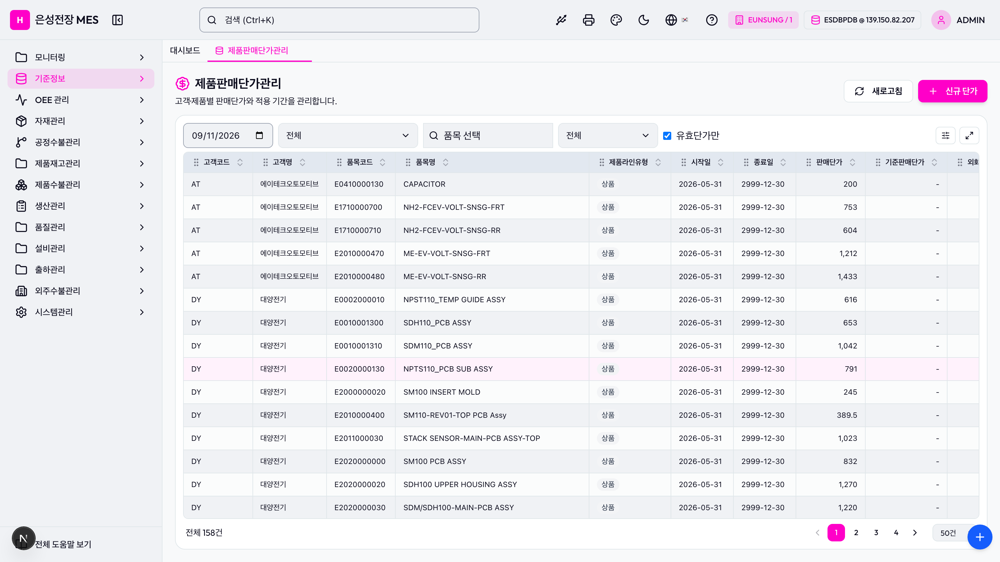 H 은성전장 MES
검색 (Ctrl+K)
EUNSUNG / 1
ESDBPDB @ 139.150.82.207
ADMIN
모니터링
기준정보
OEE 관리
자재관리
공정수불관리
제품재고관리
제품수불관리
생산관리
품질관리
설비관리
출하관리
외주수불관리
시스템관리
N
전체 도움말 보기
대시보드 제품판매단가관리
제품판매단가관리
고객·제품별 판매단가와 적용 기간을 관리합니다.
새로고침 신규 단가
09/11/2026 전체 품목 선택 전체 유효단가만
고객코드 고객명 품목코드 품목명 제품라인유형 시작일 종료일 판매단가 기준판매단가
AT 에이테크오토모티브 E0410000130 CAPACITOR 상품 2026-05-31 2999-12-30 200 -
AT 에이테크오토모티브 E1710000700 NH2-FCEV-VOLT-SNSG-FRT 상품 2026-05-31 2999-12-30 753 -
AT 에이테크오토모티브 E1710000710 NH2-FCEV-VOLT-SNSG-RR 상품 2026-05-31 2999-12-30 604 -
AT 에이테크오토모티브 E2010000470 ME-EV-VOLT-SNSG-FRT 상품 2026-05-31 2999-12-30 1,212 -
AT 에이테크오토모티브 E2010000480 ME-EV-VOLT-SNSG-RR 상품 2026-05-31 2999-12-30 1,433 -
DY 대양전기 E0002000010 NPST110_TEMP GUIDE ASSY 상품 2026-05-31 2999-12-30 616 -
DY 대양전기 E0010001300 SDH110_PCB ASSY 상품 2026-05-31 2999-12-30 653 -
DY 대양전기 E0010001310 SDM110_PCB ASSY 상품 2026-05-31 2999-12-30 1,042 -
DY 대양전기 E0020000130 NPTS110_PCB SUB ASSY 상품 2026-05-31 2999-12-30 791 -
DY 대양전기 E2000000020 SM100 INSERT MOLD 상품 2026-05-31 2999-12-30 245 -
DY 대양전기 E2010000400 SM110-REV01-TOP PCB Assy 상품 2026-05-31 2999-12-30 389.5 -
DY 대양전기 E2011000030 STACK SENSOR-MAIN-PCB ASSY-TOP 상품 2026-05-31 2999-12-30 1,023 -
DY 대양전기 E2020000000 SM100 PCB ASSY 상품 2026-05-31 2999-12-30 832 -
DY 대양전기 E2020000020 SDH100 UPPER HOUSING ASSY 상품 2026-05-31 2999-12-30 1,270 -
DY 대양전기 E2020000030 SDM/SDH100-MAIN-PCB ASSY 상품 2026-05-31 2999-12-30 1,220 -
전체 158건
1 2 3 4 50건